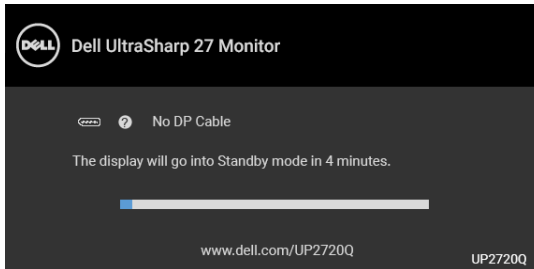 DELL
Dell UltraSharp 27 Monitor
? No DP Cable
The display will go into Standby mode in 4 minutes.
www.dell.com/UP2720Q
UP2720Q